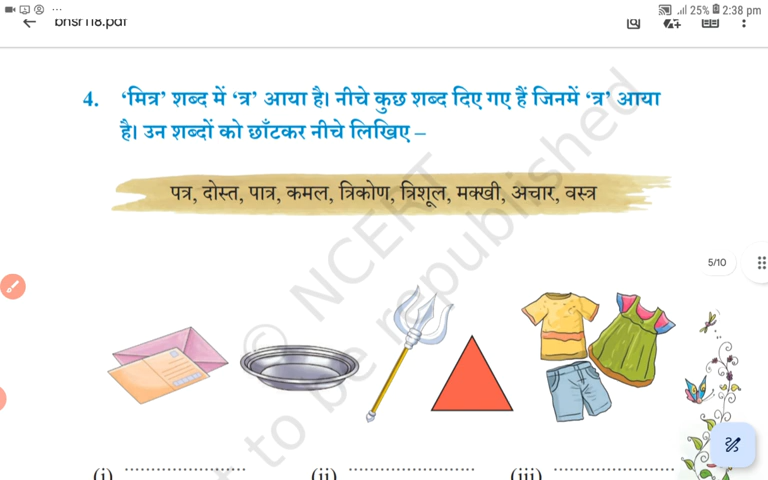 25% 2:38 pm
bhsr118.pdf
4. ‘मित्र’ शब्द में ‘त्र’ आया है। नीचे कुछ शब्द दिए गए हैं जिनमें ‘त्र’ आया
है। उन शब्दों को छाँटकर नीचे लिखिए –
पत्र, दोस्त, पात्र, कमल, त्रिकोण, त्रिशूल, मक्खी, अचार, वस्त्र
5/10
© NCERT
not to be republished
(i) ........................ (ii) ........................ (iii) ........................